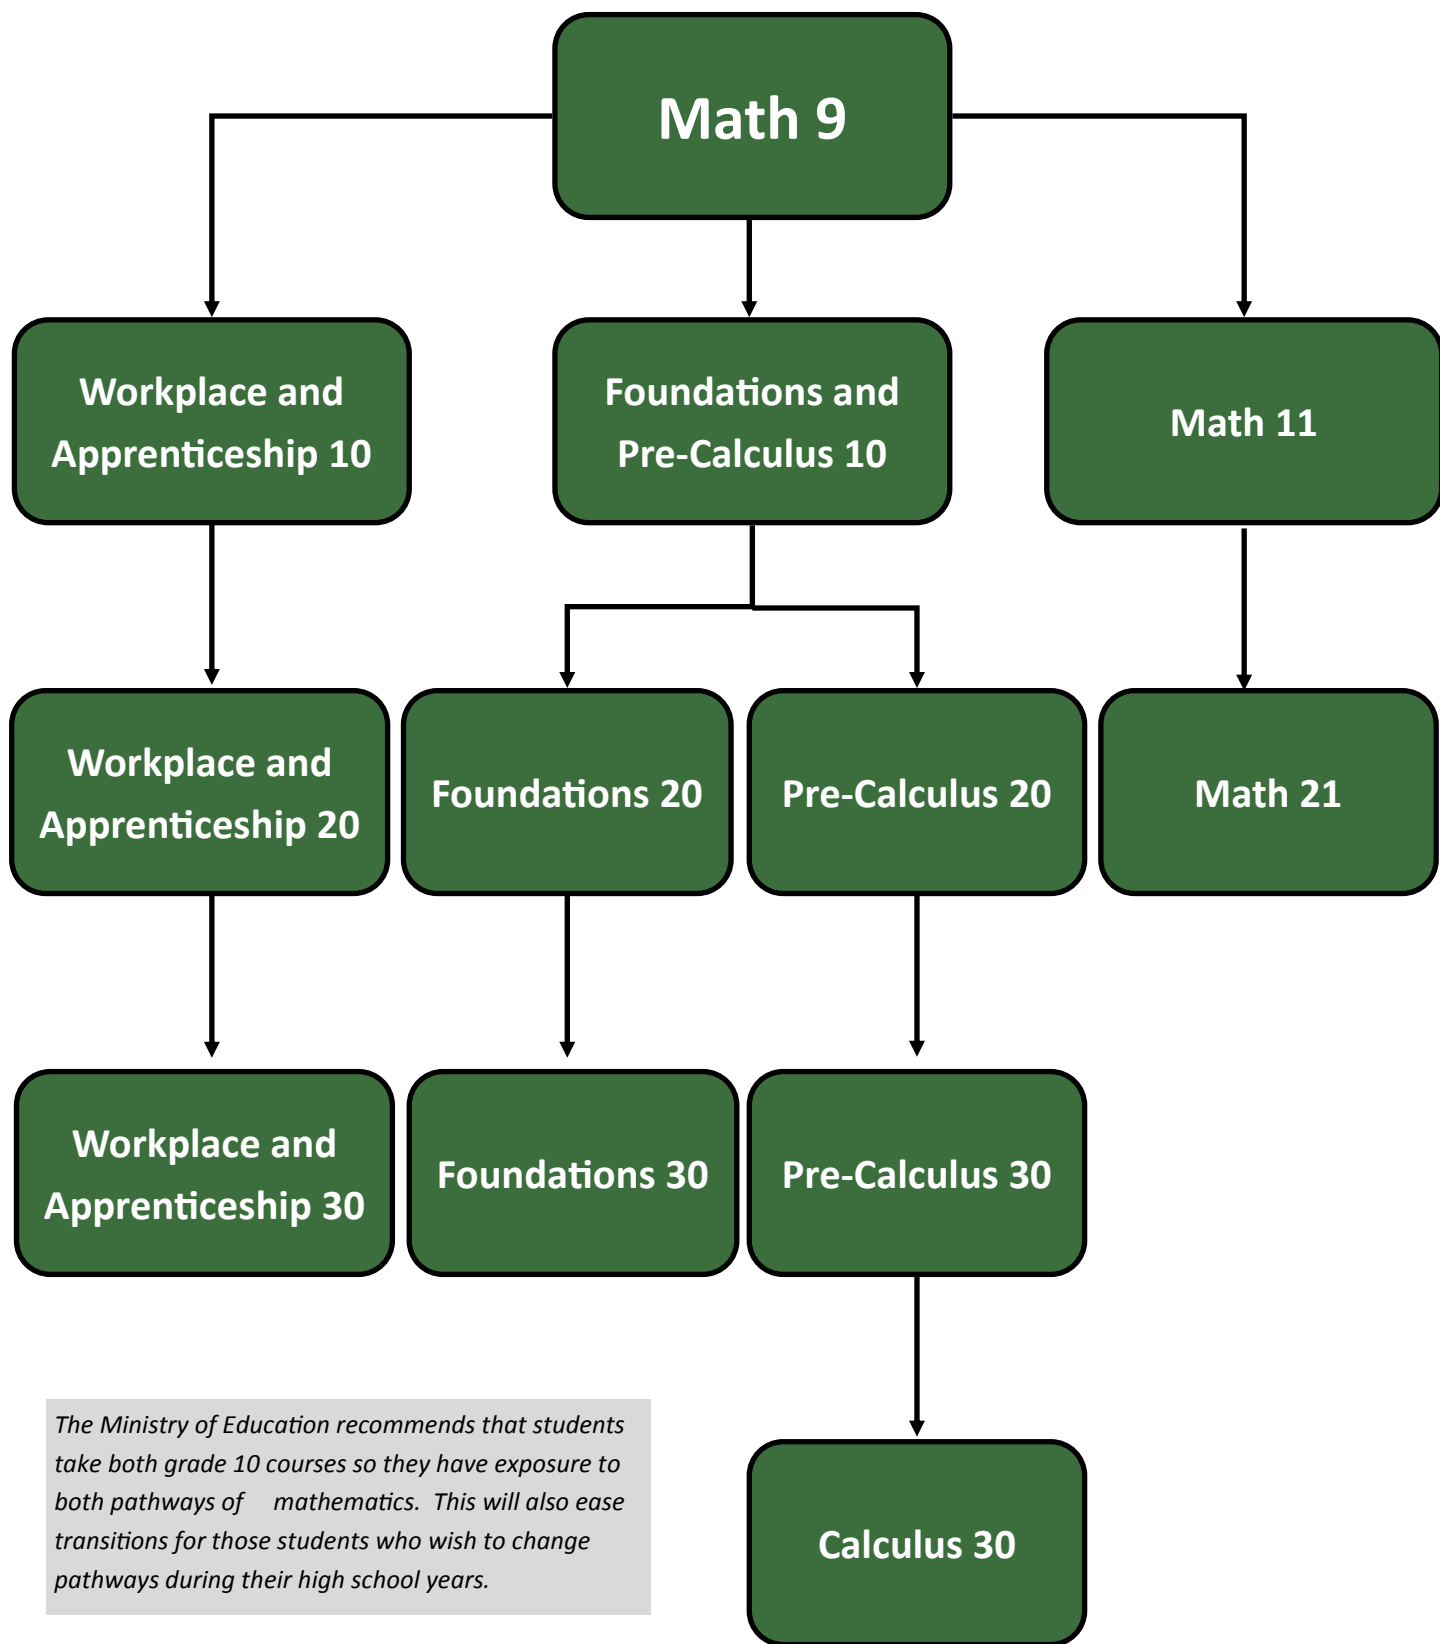 Math 9
Workplace and
Apprenticeship 10
Foundations and
Pre-Calculus 10
Math 11
Workplace and
Apprenticeship 20
Foundations 20
Pre-Calculus 20
Math 21
Workplace and
Apprenticeship 30
Foundations 30
Pre-Calculus 30
The Ministry of Education recommends that students
take both grade 10 courses so they have exposure to
both pathways of mathematics. This will also ease
transitions for those students who wish to change
pathways during their high school years.
Calculus 30